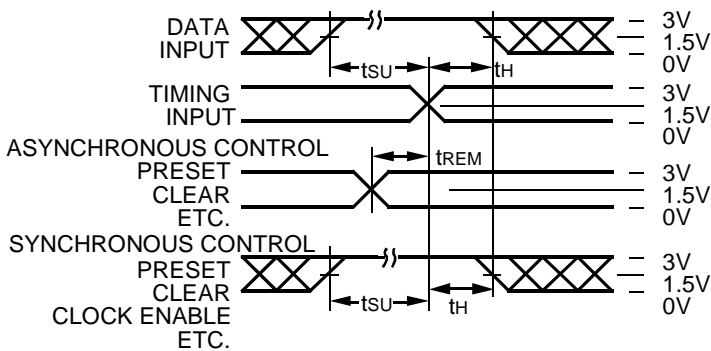 DATA
INPUT
tSU
tH
3V
1.5V
0V
TIMING
INPUT
3V
1.5V
0V
ASYNCHRONOUS CONTROL
PRESET
CLEAR
ETC.
tREM
3V
1.5V
0V
SYNCHRONOUS CONTROL
PRESET
CLEAR
CLOCK ENABLE
ETC.
tSU
tH
3V
1.5V
0V